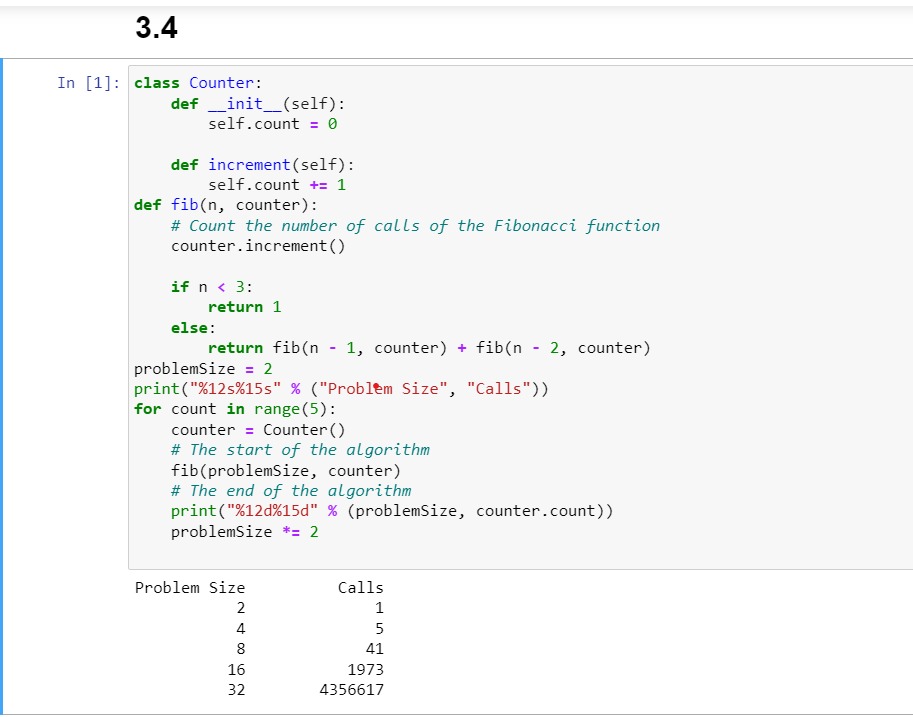 3.4
In [1]: class Counter:
    def __init__(self):
        self.count = 0

    def increment(self):
        self.count += 1
def fib(n, counter):
    # Count the number of calls of the Fibonacci function
    counter.increment()

    if n < 3:
        return 1
    else:
        return fib(n - 1, counter) + fib(n - 2, counter)
problemSize = 2
print("%12s%15s" % ("Problem Size", "Calls"))
for count in range(5):
    counter = Counter()
    # The start of the algorithm
    fib(problemSize, counter)
    # The end of the algorithm
    print("%12d%15d" % (problemSize, counter.count))
    problemSize *= 2

Problem Size          Calls
           2              1
           4              5
           8             41
          16           1973
          32        4356617